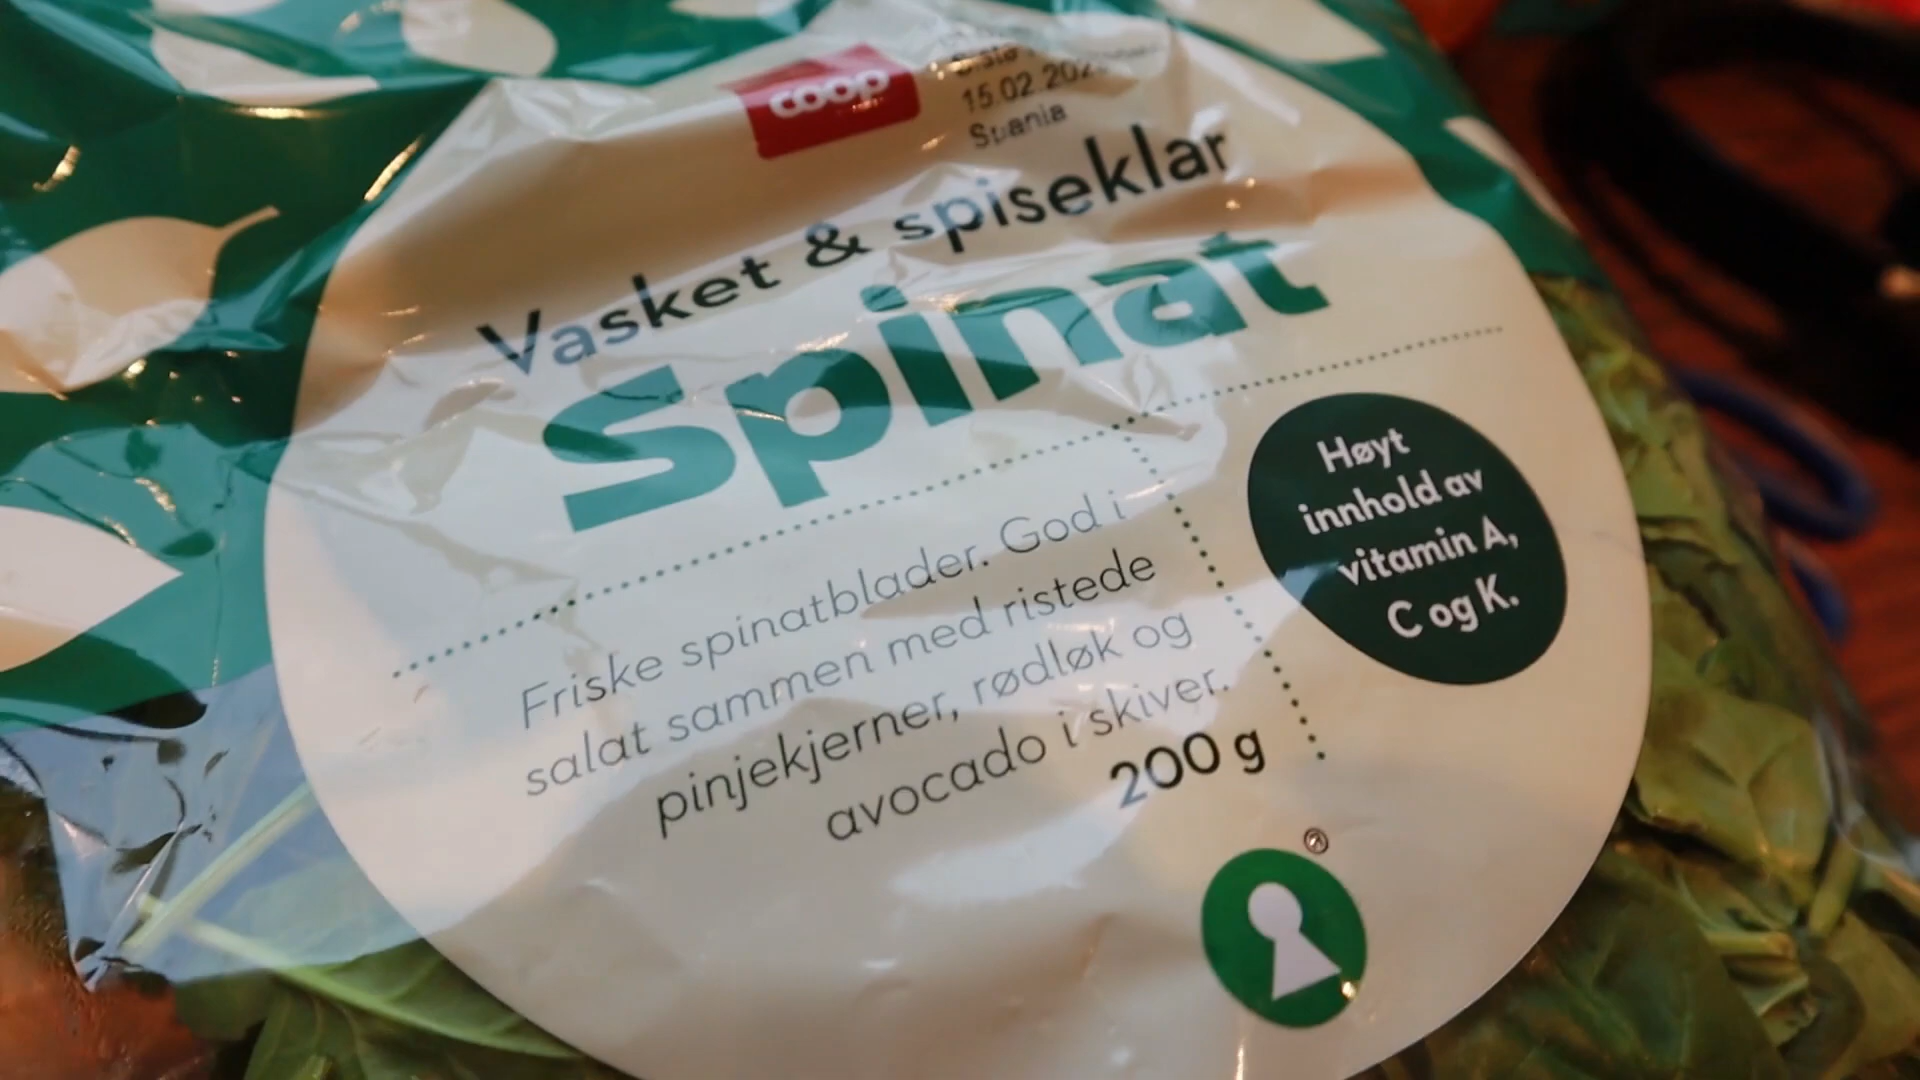 coop
15.02
Spania
Vasket & spiseklar
Spinat
Friske spinatblader. God i
salat sammen med ristede
pinjekjerner, rødløk og
avocado i skiver.
200 g
Høyt
innhold av
vitamin A,
C og K.
®